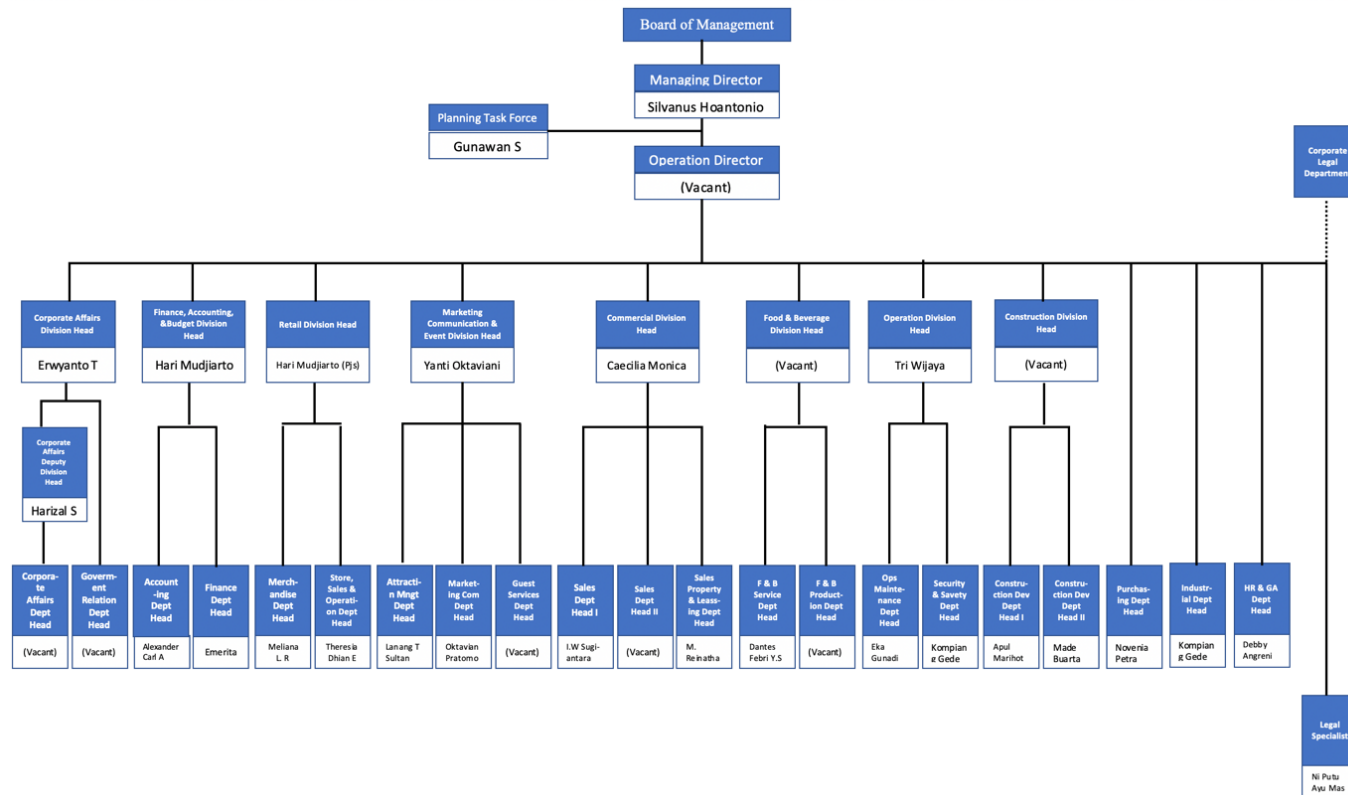 Board of Management
Managing Director
Silvanus Hoantonio
Planning Task Force
Gunawan S
Operation Director
(Vacant)
Corporate
Legal
Departmen
Corporate Affairs
Division Head
Erwyanto T
Finance, Accounting,
&Budget Division
Head
Hari Mudjiarto
Retail Division Head
Hari Mudjiarto (Pjs)
Marketing
Communication &
Event Division Head
Yanti Oktaviani
Commercial Division
Head
Caecilia Monica
Food & Beverage
Division Head
(Vacant)
Operation Division
Head
Tri Wijaya
Construction Division
Head
(Vacant)
Corporate
Affairs
Deputy
Division
Head
Harizal S
Corpora-
te
Affairs
Dept
Head
(Vacant)
Goverm-
ent
Relation
Dept
Head
(Vacant)
Account
-ing Dept
Head
Alexander
Carl A
Finance
Dept
Head
Emerita
Merch-
andise
Dept
Head
Meliana
L. R
Store,
Sales &
Operati-
on Dept
Head
Theresia
Dhian E
Attracti-
n Mngt
Dept
Head
Lanang T
Sultan
Market-
ing Com
Dept
Head
Oktavian
Pratomo
Guest
Services
Dept
Head
(Vacant)
Sales
Dept
Head I
I.W Sugi-
antara
Sales
Dept
Head II
(Vacant)
Sales
Property
& Leas-
sing Dept
Head
M.
Reinatha
F & B
Service
Dept
Head
Dantes
Febri Y.S
F & B
Product-
ion Dept
Head
(Vacant)
Ops
Mainte-
nance
Dept
Head
Eka
Gunadi
Security
& Savety
Dept
Head
Kompian
g Gede
Constru-
ction Dev
Dept
Head I
Apul
Marihot
Constru-
ction Dev
Dept
Head II
Made
Buarta
Purchas-
ing Dept
Head
Novenia
Petra
Industr-
ial Dept
Head
Kompian
g Gede
HR & GA
Dept
Head
Debby
Angreni
Legal
Specialist
Ni Putu
Ayu Mas